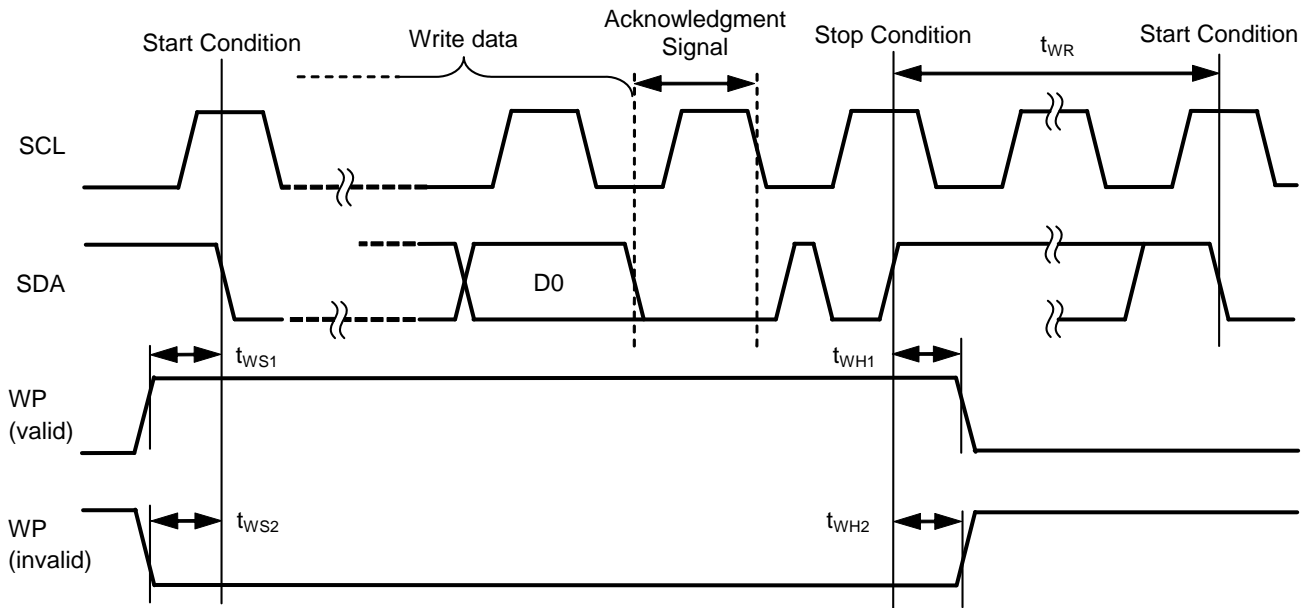 Start Condition
Write data
Acknowledgment
Signal
Stop Condition
tWR
Start Condition
SCL
SDA
D0
tWS1
tWH1
WP
(valid)
tWS2
tWH2
WP
(invalid)